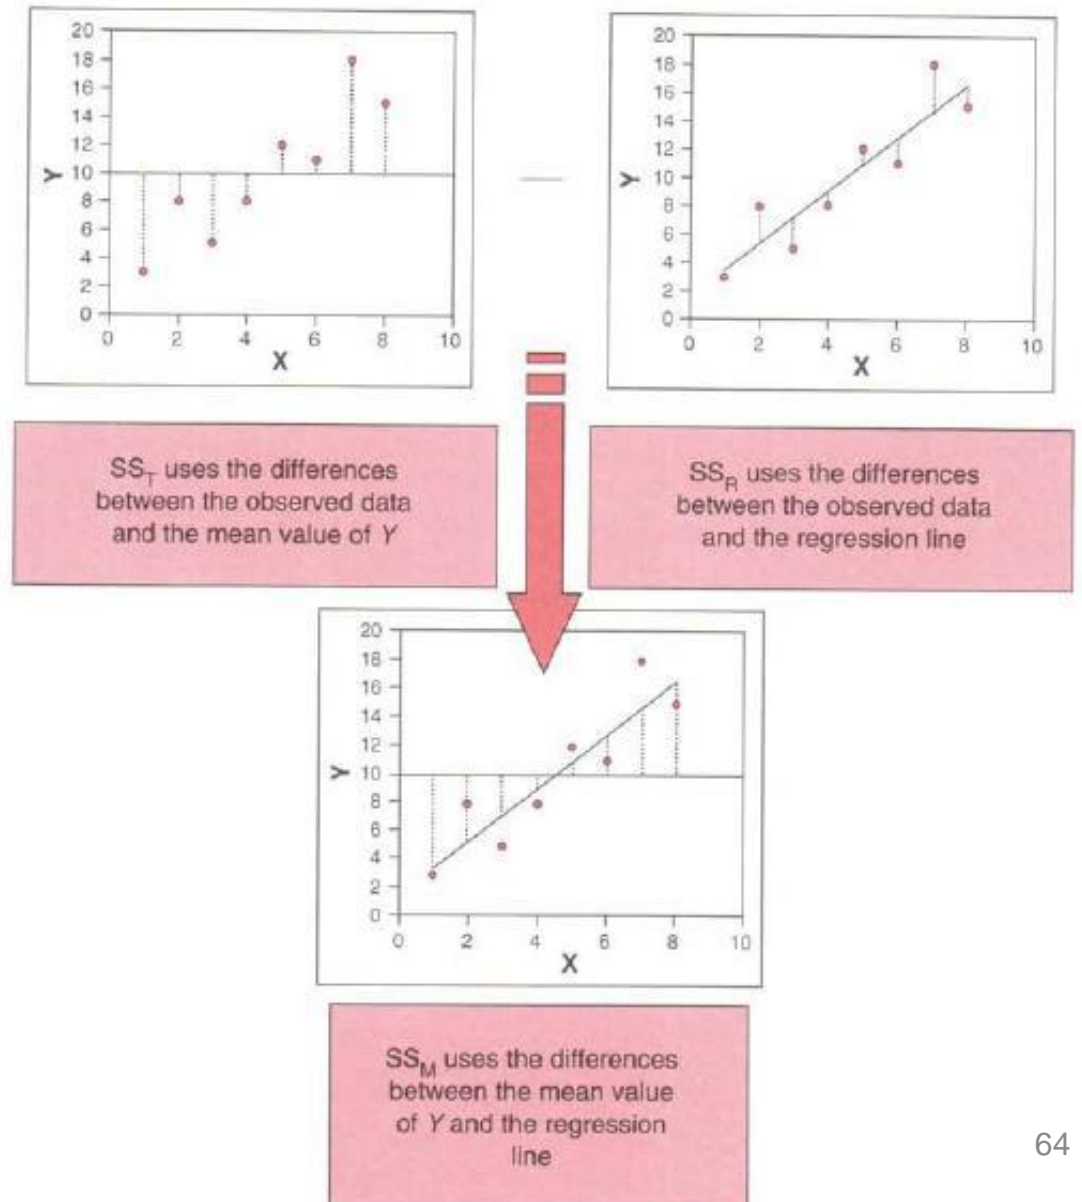 20
18
16
14
12
10
8
6
4
2
0
Y
0 2 4 6 8 10
X
20
18
16
14
12
10
8
6
4
2
0
Y
0 2 4 6 8 10
X
SS_T uses the differences
between the observed data
and the mean value of Y
SS_R uses the differences
between the observed data
and the regression line
20
18
16
14
12
10
8
6
4
2
0
Y
0 2 4 6 8 10
X
SS_M uses the differences
between the mean value
of Y and the regression
line
64